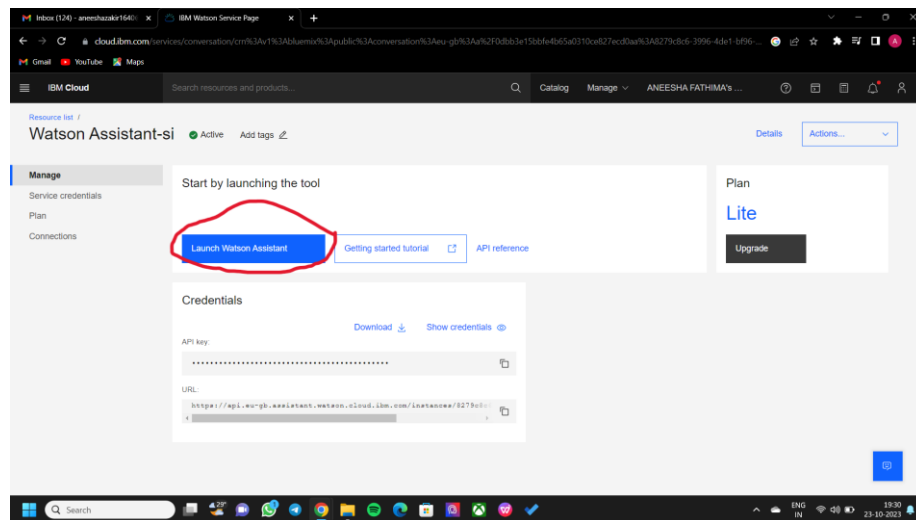 Inbox (124) - aneeshazakir1640
IBM Watson Service Page
cloud.ibm.com/services/conversation/crn%3Av1%3Abluemix%3Apublic%3Aconversation%3Aeu-gb%3Aa%2F0dbb3e15bbfe4b65a0310ce627ecd0aa%3A8279c8c6-3996-4de1-bf96-...
Gmail YouTube Maps
IBM Cloud Search resources and products... Catalog Manage ANEESHA FATHIMA's ...
Resource list /
Watson Assistant-si Active Add tags Details Actions...
Manage
Service credentials
Plan
Connections
Start by launching the tool
Launch Watson Assistant Getting started tutorial API reference
Plan
Lite
Upgrade
Credentials
Download Show credentials
API key:
URL:
https://api.eu-gb.assistant.watson.cloud.ibm.com/instances/8279c8c
Search 29° ENG IN 19:30 23-10-2023